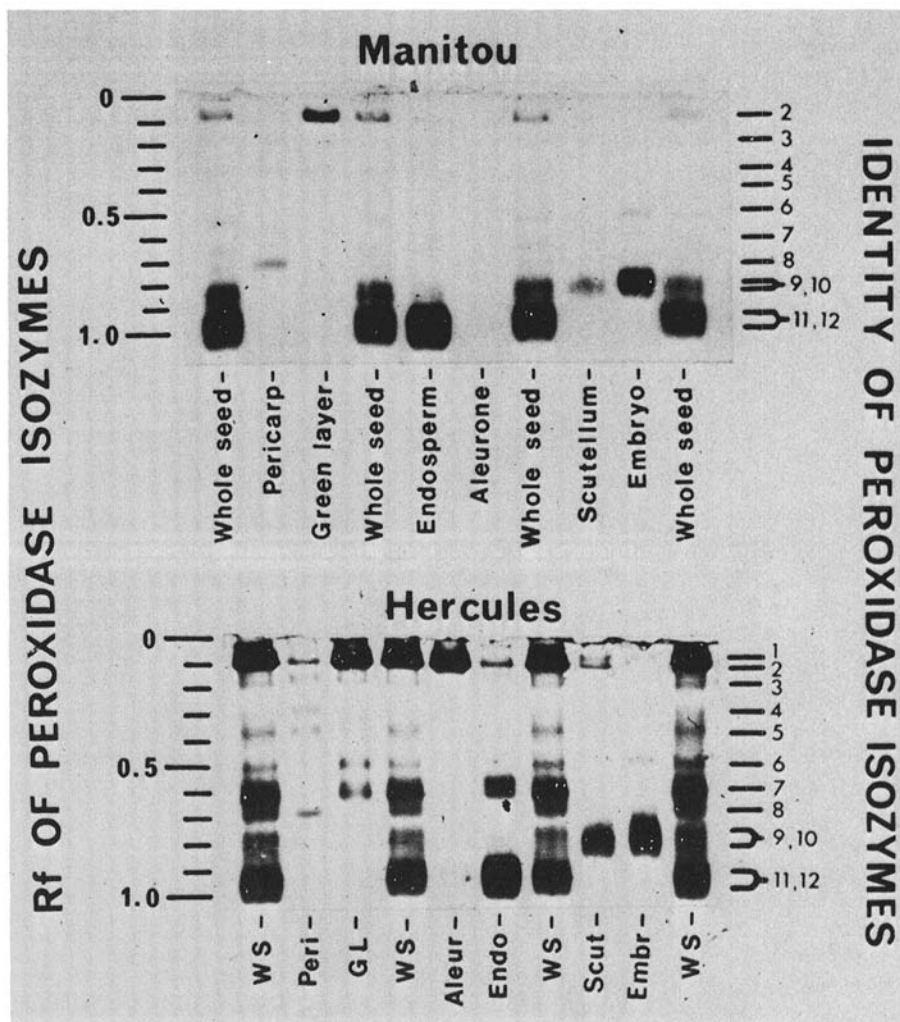 Manitou
Rf OF PEROXIDASE ISOZYMES
0
0.5
1.0
2
3
4
5
6
7
8
9,10
11,12
IDENTITY OF PEROXIDASE ISOZYMES
Whole seed
Pericarp
Green layer
Whole seed
Endosperm
Aleurone
Whole seed
Scutellum
Embryo
Whole seed
Hercules
0
0.5
1.0
1
2
3
4
5
6
7
8
9,10
11,12
WS
Peri
GL
WS
Aleur
Endo
WS
Scut
Embr
WS